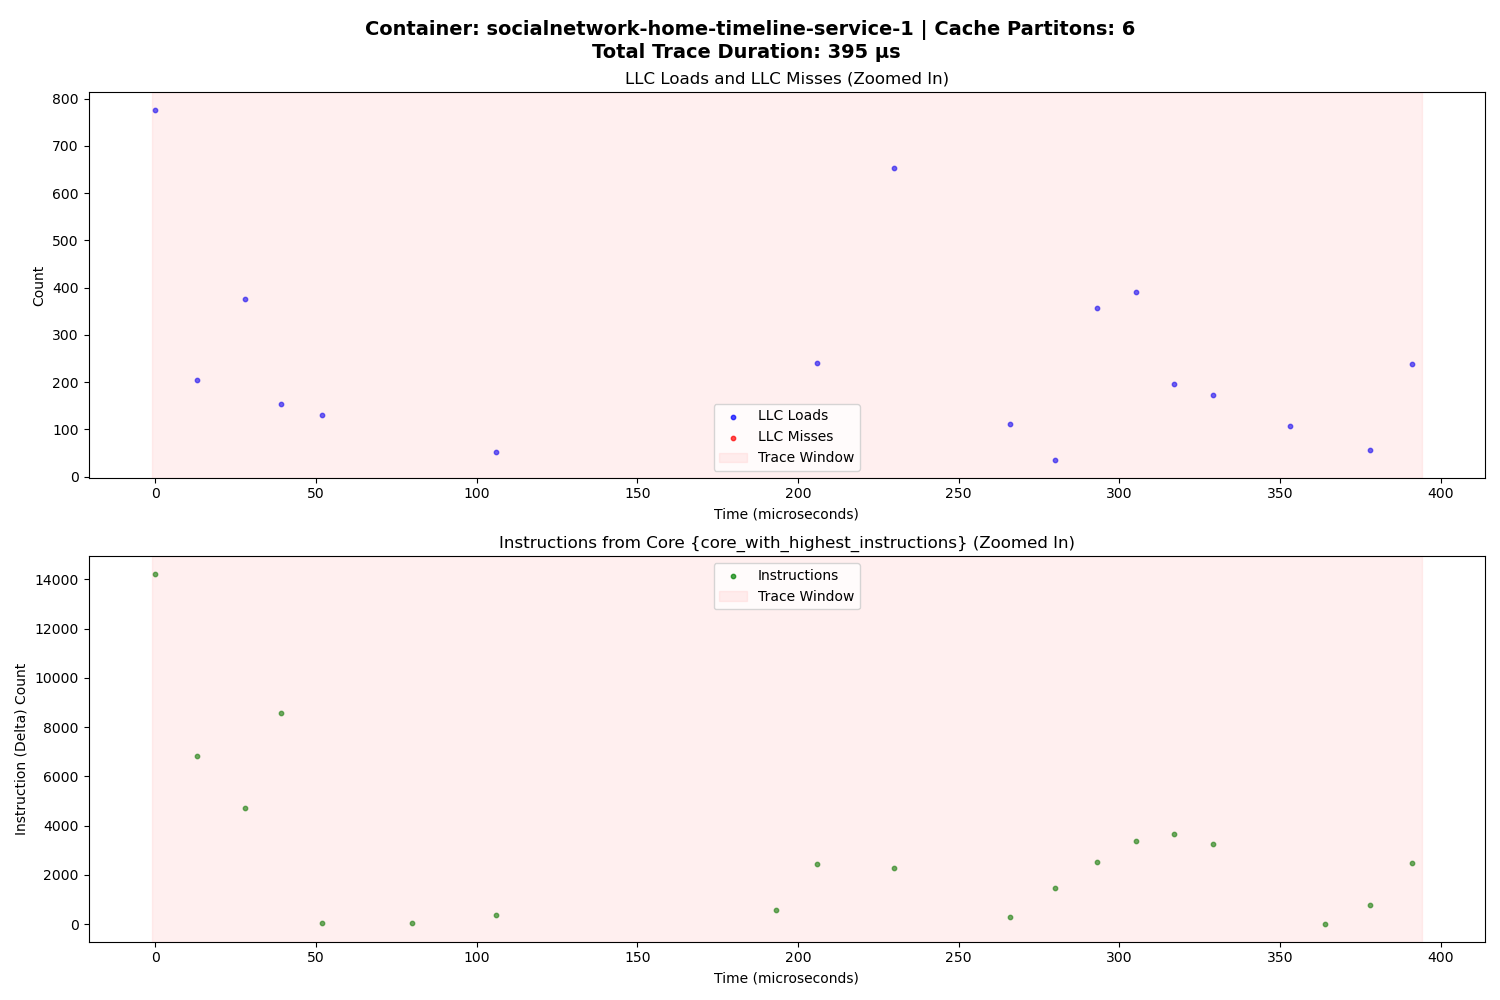 Container: socialnetwork-home-timeline-service-1 | Cache Partitons: 6
Total Trace Duration: 395 µs
LLC Loads and LLC Misses (Zoomed In)
800
700
600
500
400
300
200
100
0
Count
LLC Loads
LLC Misses
Trace Window
0 50 100 150 200 250 300 350 400
Time (microseconds)
Instructions from Core {core_with_highest_instructions} (Zoomed In)
14000
12000
10000
8000
6000
4000
2000
0
Instruction (Delta) Count
Instructions
Trace Window
0 50 100 150 200 250 300 350 400
Time (microseconds)